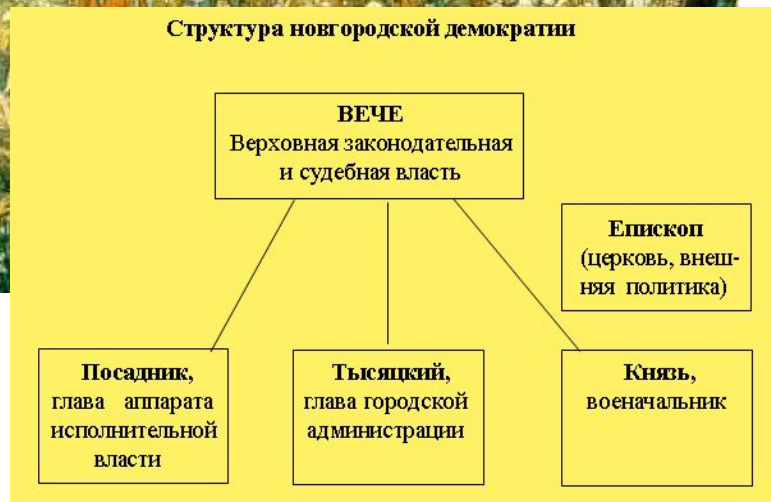 Структура новгородской демократии
ВЕЧЕ
Верховная законодательная
и судебная власть
Епископ
(церковь, внеш-
няя политика)
Посадник,
глава аппарата
исполнительной
власти
Тысяцкий,
глава городской
администрации
Князь,
военачальник